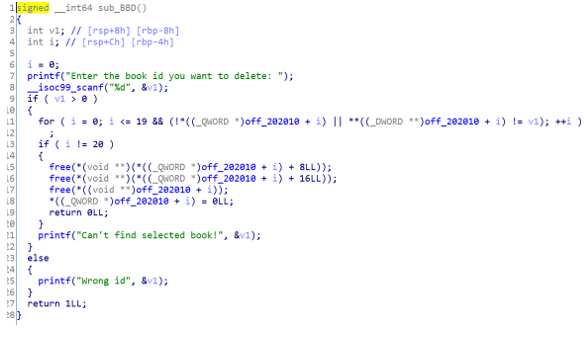 1 signed __int64 sub_BBD()
2 {
3 int v1; // [rsp+8h] [rbp-8h]
4 int i; // [rsp+Ch] [rbp-4h]
5
6 i = 0;
7 printf("Enter the book id you want to delete: ");
8 __isoc99_scanf("%d", &v1);
9 if ( v1 > 0 )
10 {
11 for ( i = 0; i <= 19 && (!*((_QWORD *)off_202010 + i) || **((_DWORD **)off_202010 + i) != v1); ++i )
12 ;
13 if ( i != 20 )
14 {
15 free(*(void **)(*((_QWORD *)off_202010 + i) + 8LL));
16 free(*(void **)(*((_QWORD *)off_202010 + i) + 16LL));
17 free(*((void **)off_202010 + i));
18 *((_QWORD *)off_202010 + i) = 0LL;
19 return 0LL;
20 }
21 printf("Can't find selected book!", &v1);
22 }
23 else
24 {
25 printf("Wrong id", &v1);
26 }
27 return 1LL;
28 }